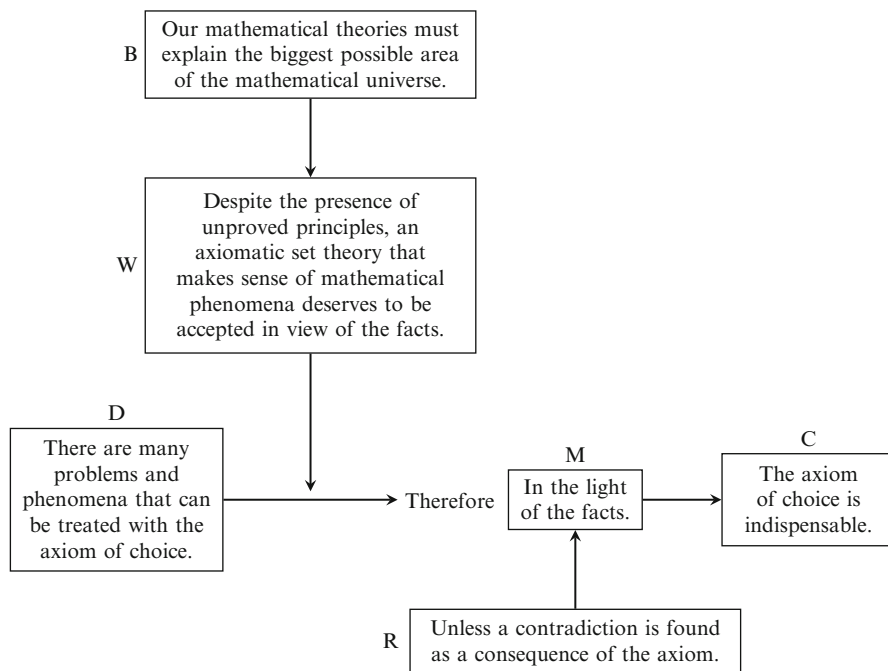 B
Our mathematical theories must
explain the biggest possible area
of the mathematical universe.
W
Despite the presence of
unproved principles, an
axiomatic set theory that
makes sense of mathematical
phenomena deserves to be
accepted in view of the facts.
D
There are many
problems and
phenomena that can
be treated with the
axiom of choice.
Therefore
M
In the light
of the facts.
C
The axiom
of choice is
indispensable.
R
Unless a contradiction is found
as a consequence of the axiom.